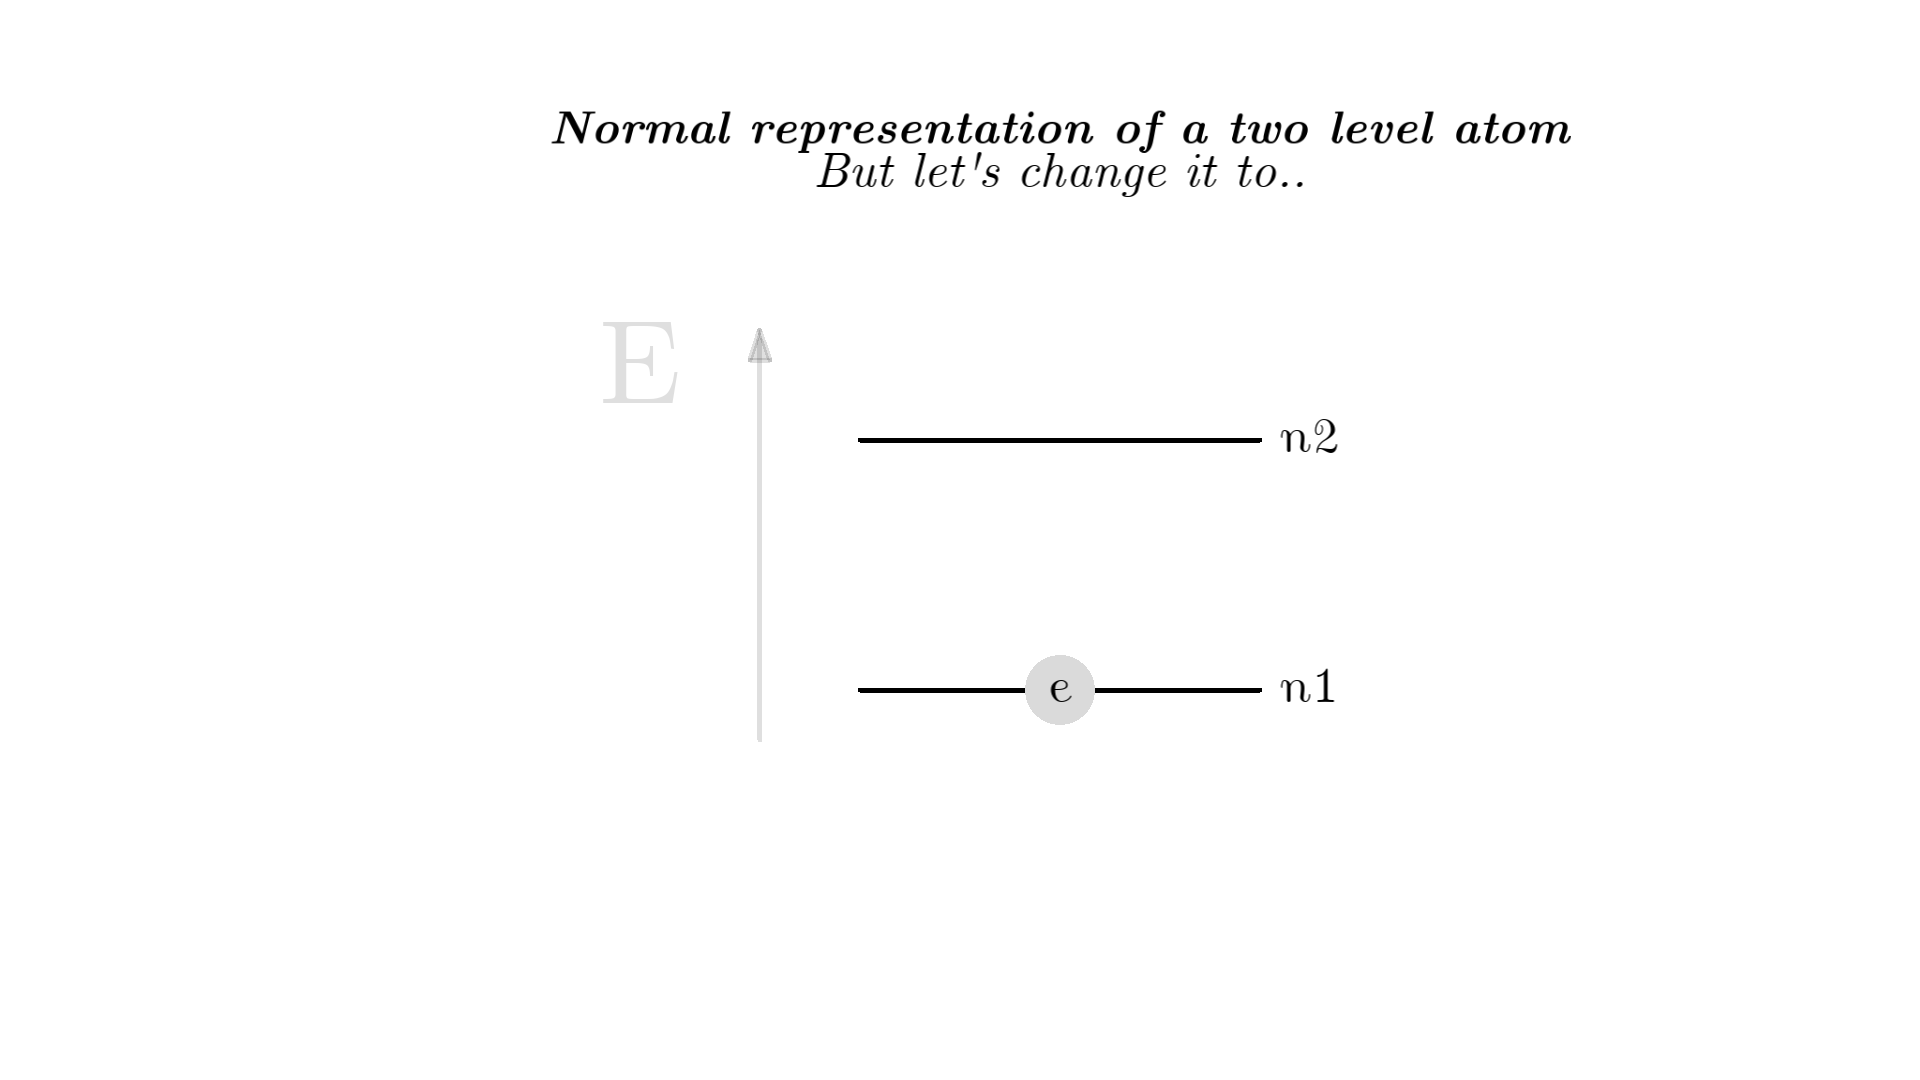 Normal representation of a two level atom
But let's change it to..
E
n2
e
n1